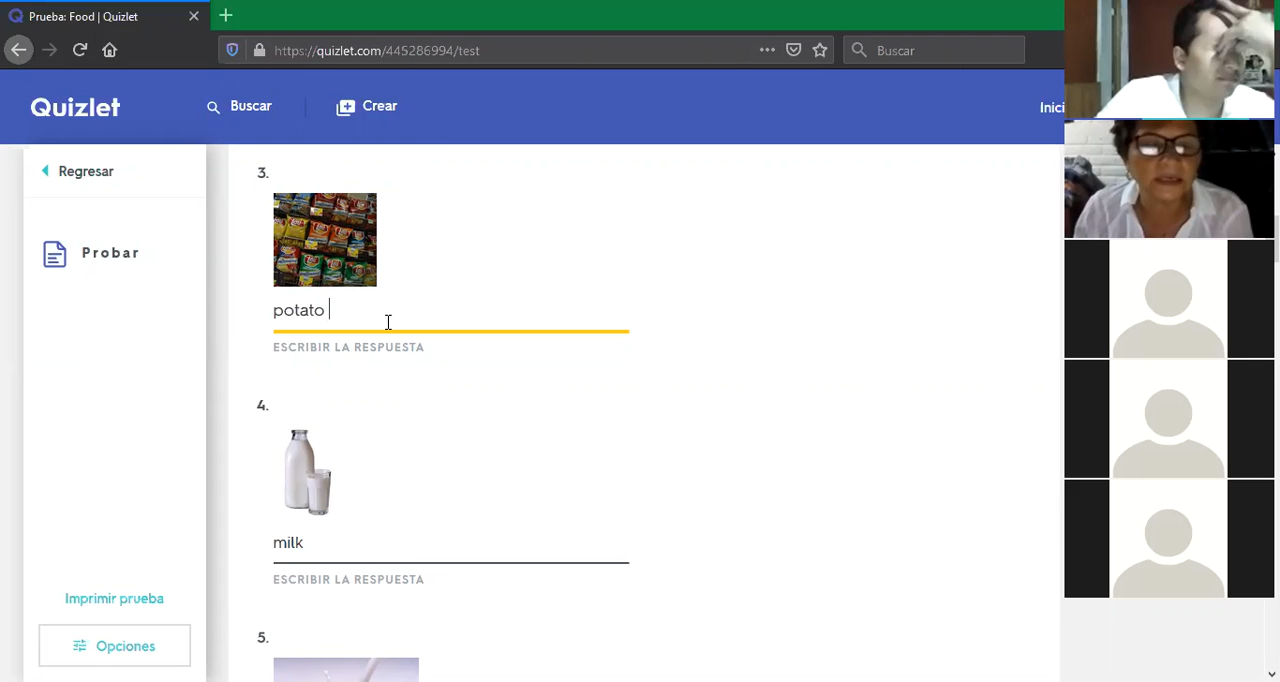 Prueba: Food | Quizlet
https://quizlet.com/445286994/test
Buscar
Quizlet
Buscar
Crear
Inici
Regresar
Probar
Imprimir prueba
Opciones
3.
potato
ESCRIBIR LA RESPUESTA
4.
milk
ESCRIBIR LA RESPUESTA
5.